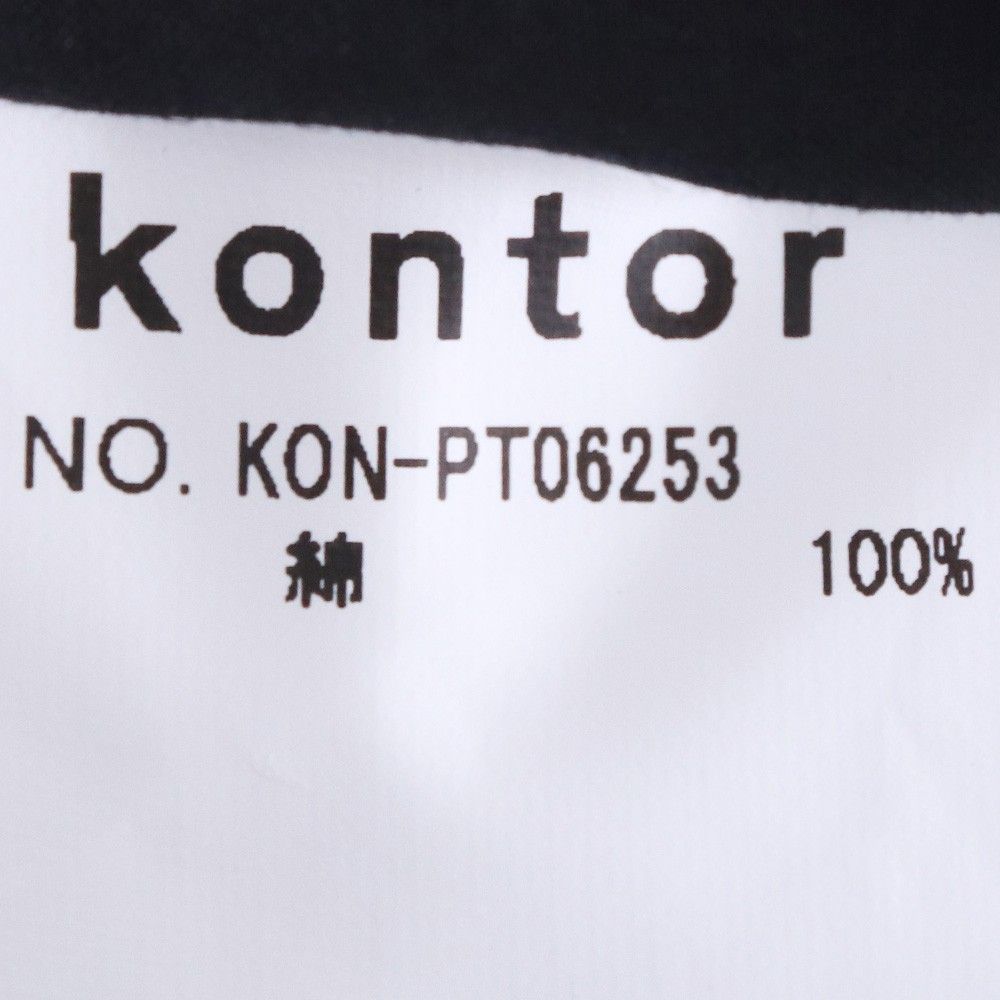 kontor
NO. KON-PT06253
綿 100%